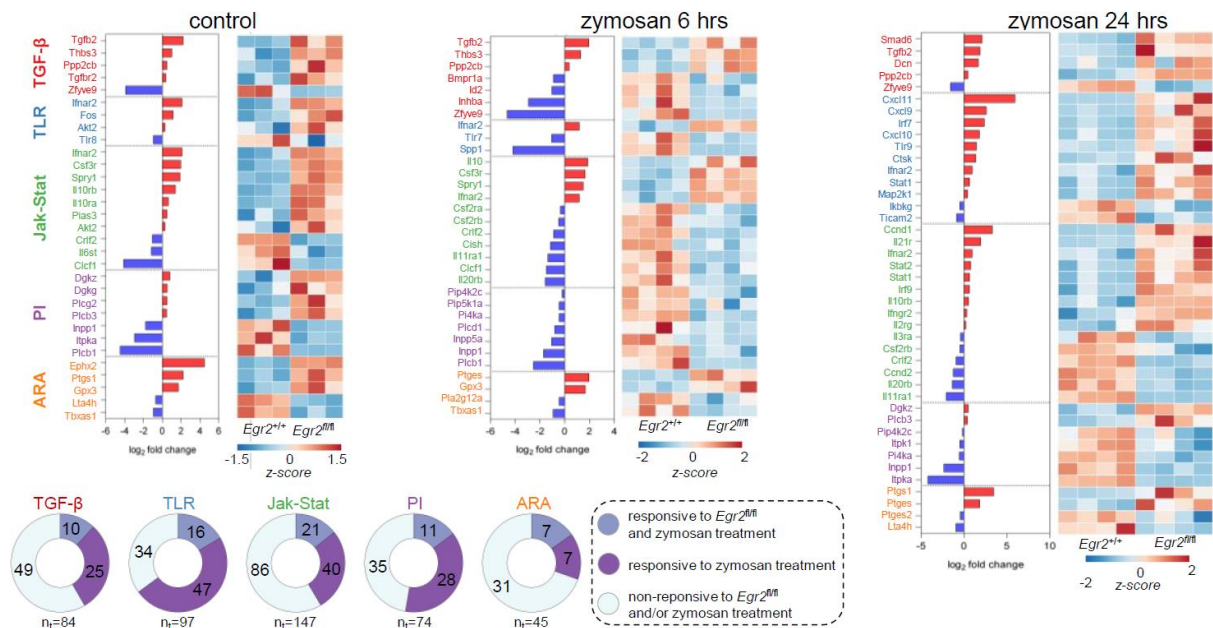 control
zymosan 6 hrs
zymosan 24 hrs
TGF-β
Tgfb2
Thbs3
Ppp2cb
Tgfbr2
Zfyve9
TLR
Ifnar2
Fos
Akt2
Tlr8
Jak-Stat
Ifnar2
Csf3r
Spry1
Il10rb
Il10ra
Pias3
Akt2
Crlf2
Il6st
Clcf1
PI
Dgkz
Dgkg
Plcg2
Plcb3
Inpp1
Itpka
Plcb1
ARA
Ephx2
Ptgs1
Gpx3
Lta4h
Tbxas1
-6 -4 -2 0 2 4 6
log2 fold change
Egr2+/+ Egr2fl/fl
-1.5 0 1.5
z-score
Tgfb2
Thbs3
Ppp2cb
Bmpr1a
Id2
Inhba
Zfyve9
Ifnar2
Tlr7
Spp1
Il10
Csf3r
Spry1
Ifnar2
Csf2ra
Csf2rb
Crlf2
Cish
Il11ra1
Clcf1
Il20rb
Pip4k2c
Pip5k1a
Pi4ka
Plcd1
Inpp5a
Inpp1
Plcb1
Ptges
Gpx3
Pla2g12a
Tbxas1
-6 -4 -2 0 2 4
log2 fold change
Egr2+/+ Egr2fl/fl
-2 0 2
z-score
Smad6
Tgfb2
Dcn
Ppp2cb
Zfyve9
Cxcl11
Cxcl9
Irf7
Cxcl10
Tlr9
Ctsk
Ifnar2
Stat1
Map2k1
Ikbkg
Ticam2
Ccnd1
Il21r
Ifnar2
Stat2
Stat1
Irf9
Il10rb
Ifngr2
Il2rg
Il3ra
Csf2rb
Crlf2
Ccnd2
Il20rb
Il11ra1
Dgkz
Plcb3
Pip4k2c
Itpk1
Pi4ka
Inpp1
Itpka
Ptgs1
Ptges
Ptges2
Lta4h
-5 0 5 10
log2 fold change
Egr2+/+ Egr2fl/fl
-2 0 2
z-score
TGF-β TLR Jak-Stat PI ARA
10 25 49
16 47 34
21 40 86
11 28 35
7 7 31
nt=84 nt=97 nt=147 nt=74 nt=45
responsive to Egr2fl/fl
and zymosan treatment
responsive to zymosan treatment
non-reponsive to Egr2fl/fl
and/or zymosan treatment